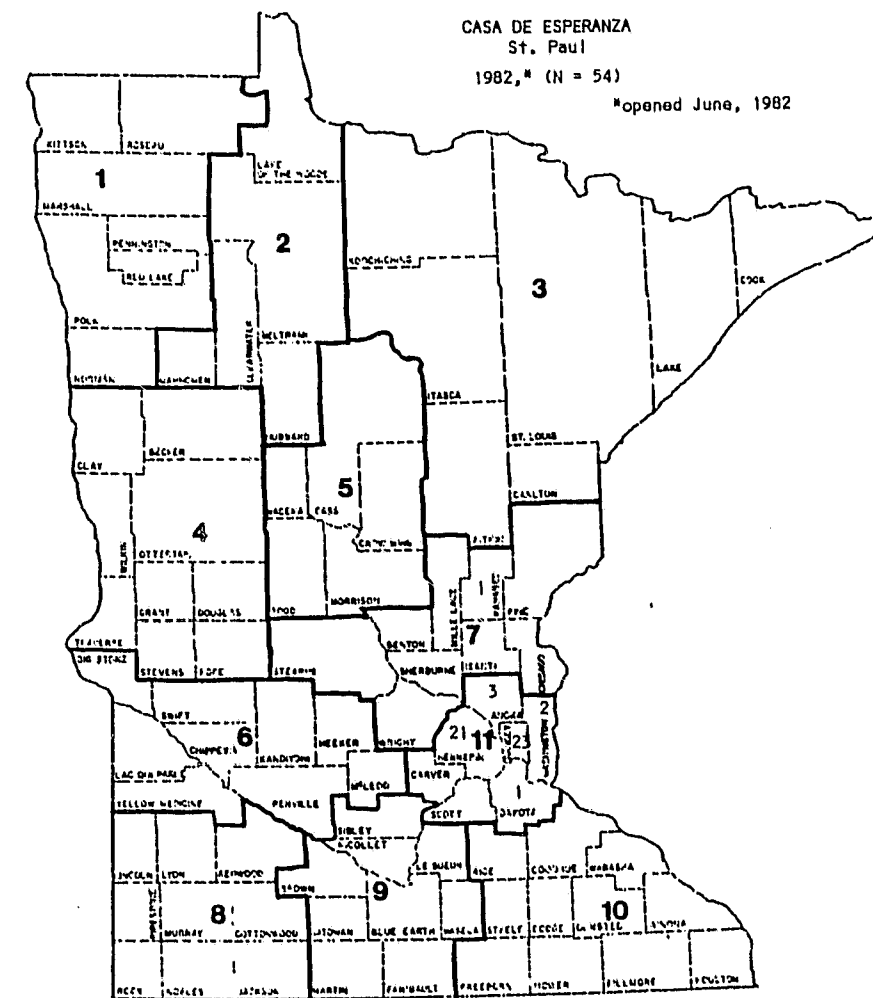 CASA DE ESPERANZA
St. Paul
1982,* (N = 54)
*opened June, 1982
KITTSON
ROSEAU
LAKE
OF THE WOODS
1
MARSHALL
2
PENNINGTON
KOOCHICHING
3
RED LAKE
COOK
POLK
CLEARWATER
BELTRAMI
LAKE
NORMAN
MAHNOMEN
ITASCA
HUBBARD
ST. LOUIS
BECKER
CLAY
5
CARLTON
WADENA
CASS
4
CROW WING
AITKIN
WILKIN
OTTERTAIL
1
KANABEC
GRANT
DOUGLAS
TODD
MORRISON
MILLE LACS
PINE
7
TRAVERSE
BENTON
BIG STONE
STEVENS
POPE
STEARNS
SHERBURNE
ISANTI
CHISAGO
3
SWIFT
ANOKA
2
6
MEEKER
WRIGHT
21
11
23
WASHINGTON
CHIPPEWA
KANDIYOHI
HENNEPIN
LAC QUI PARLE
CARVER
MCLEOD
1
YELLOW MEDICINE
RENVILLE
SCOTT
DAKOTA
SIBLEY
NICOLLET
LE SUEUR
RICE
GOODHUE
WABASHA
LINCOLN
LYON
REDWOOD
BROWN
9
PIPESTONE
8
1
10
MURRAY
COTTONWOOD
WATONWAN
BLUE EARTH
WASECA
STEELE
DODGE
OLMSTED
WINONA
1
ROCK
NOBLES
JACKSON
MARTIN
FARIBAULT
FREEBORN
MOWER
FILLMORE
HOUSTON